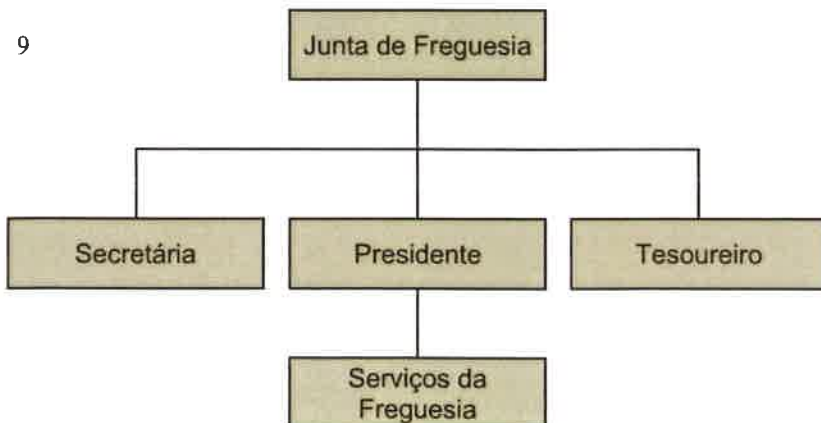 9
Junta de Freguesia
Secretária
Presidente
Tesoureiro
Serviços da
Freguesia